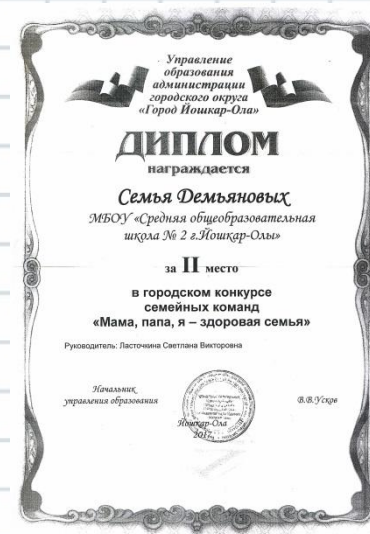 Управление
образования
администрации
городского округа
«Город Йошкар-Ола»
ДИПЛОМ
награждается
Семья Демьяновых
МБОУ «Средняя общеобразовательная
школа № 2 г.Йошкар-Олы»
за II место
в городском конкурсе
семейных команд
«Мама, папа, я – здоровая семья»
Руководитель: Ласточкина Светлана Викторовна
Начальник
управления образования
В.В.Усков
Йошкар-Ола